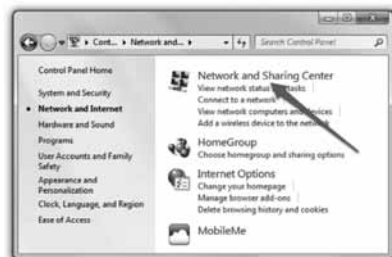 Cont... ▸ Network and... ▸
Search Control Panel
Control Panel Home
System and Security
Network and Internet
Hardware and Sound
Programs
User Accounts and Family
Safety
Appearance and
Personalization
Clock, Language, and Region
Ease of Access
Network and Sharing Center
View network status tasks
Connect to a network
View network computers and devices
Add a wireless device to the network
HomeGroup
Choose homegroup and sharing options
Internet Options
Change your homepage
Manage browser add-ons
Delete browsing history and cookies
MobileMe